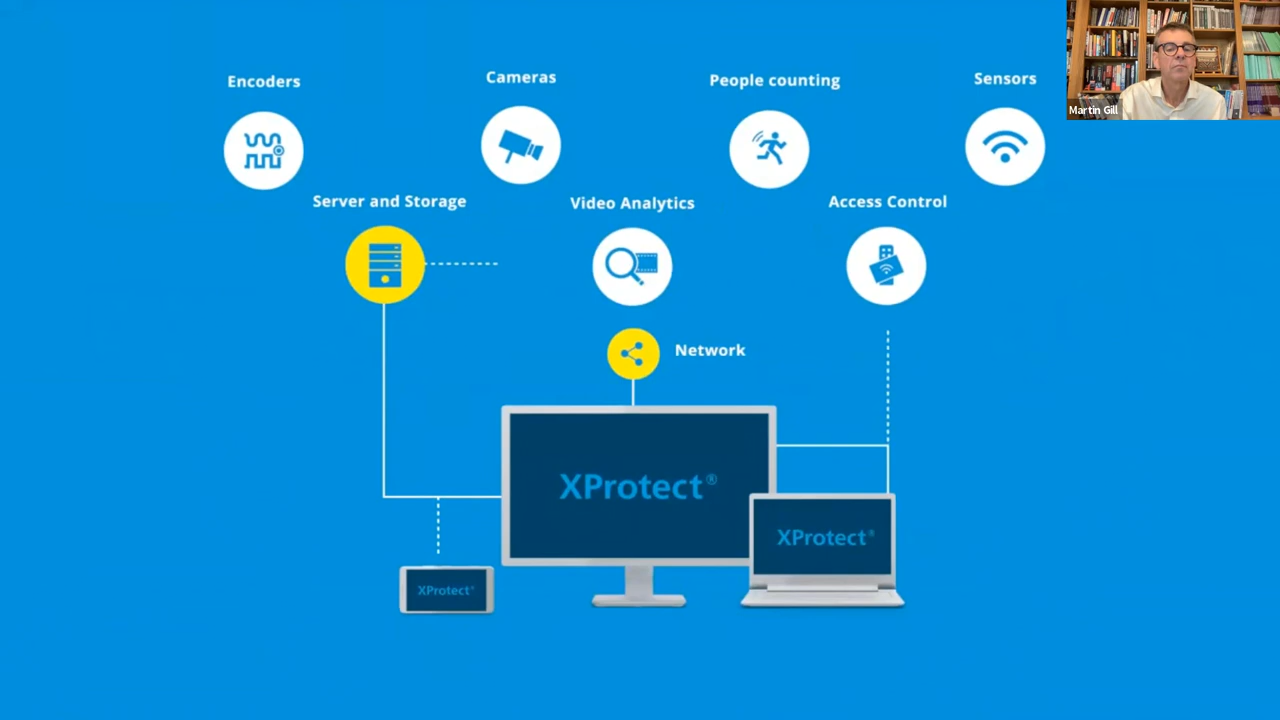 Encoders
Cameras
People counting
Sensors
Martin Gill
Server and Storage
Video Analytics
Access Control
Network
XProtect®
XProtect®
XProtect®